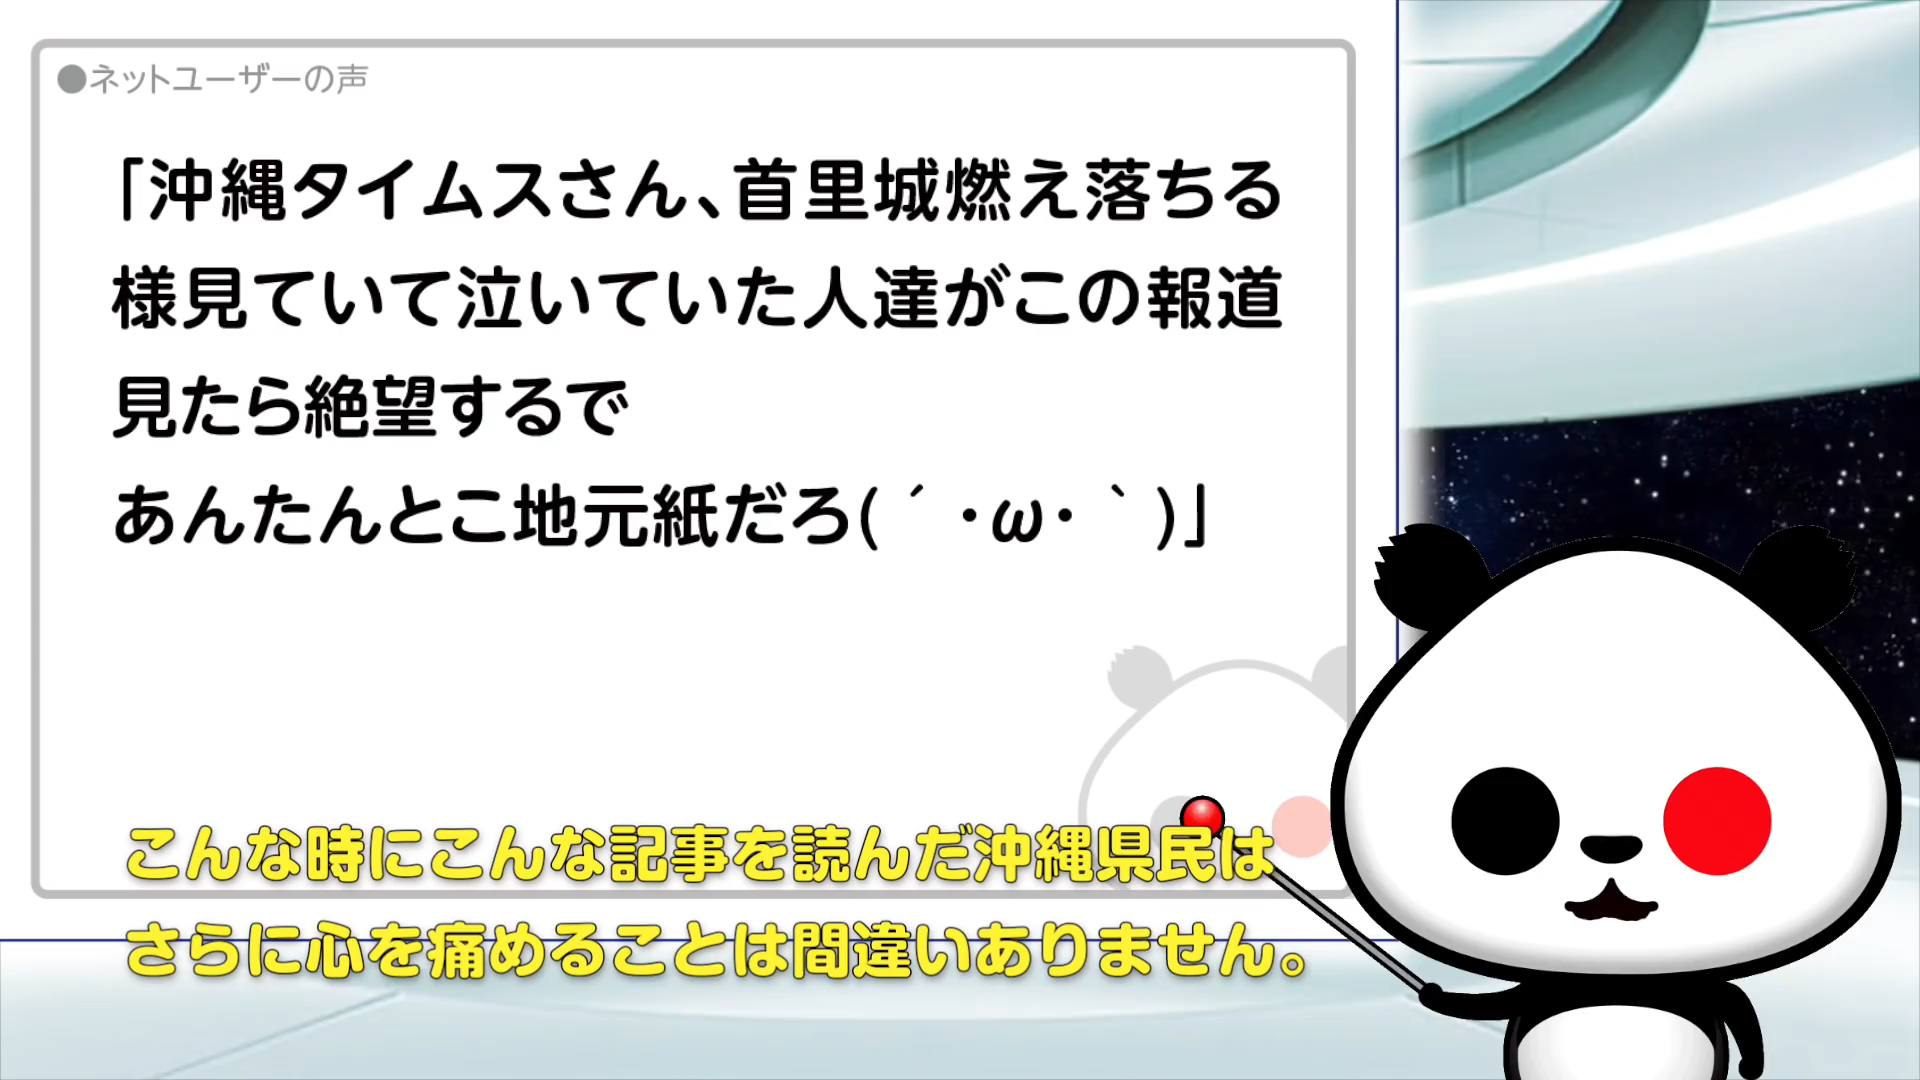 ●ネットユーザーの声
「沖縄タイムスさん、首里城燃え落ちる
様見ていて泣いていた人達がこの報道
見たら絶望するで
あんたんとこ地元紙だろ(´・ω・｀)」
こんな時にこんな記事を読んだ沖縄県民は
さらに心を痛めることは間違いありません。